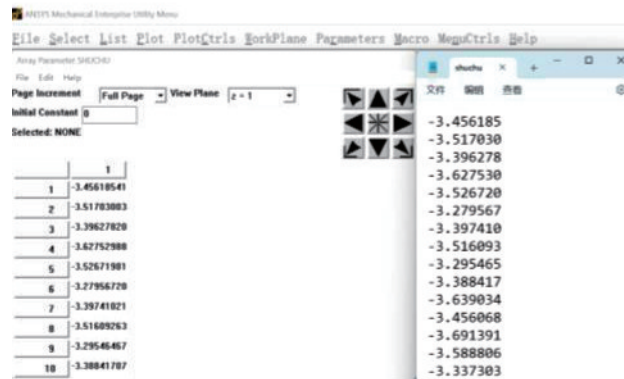 ANSYS Mechanical Enterprise Utility Menu
File Select List Plot PlotCtrls WorkPlane Parameters Macro MenuCtrls Help
Array Parameter SHUCHU
File Edit Help
Page Increment Full Page View Plane z = 1
Initial Constant 0
Selected: NONE
1
1 -3.45618541
2 -3.51703003
3 -3.39627820
4 -3.62752988
5 -3.52671981
6 -3.27956720
7 -3.39741021
8 -3.51609263
9 -3.29546467
10 -3.38841707
shuchu × + - □ ×
文件 编辑 查看
-3.456185
-3.517030
-3.396278
-3.627530
-3.526720
-3.279567
-3.397410
-3.516093
-3.295465
-3.388417
-3.639034
-3.456068
-3.691391
-3.588806
-3.337303